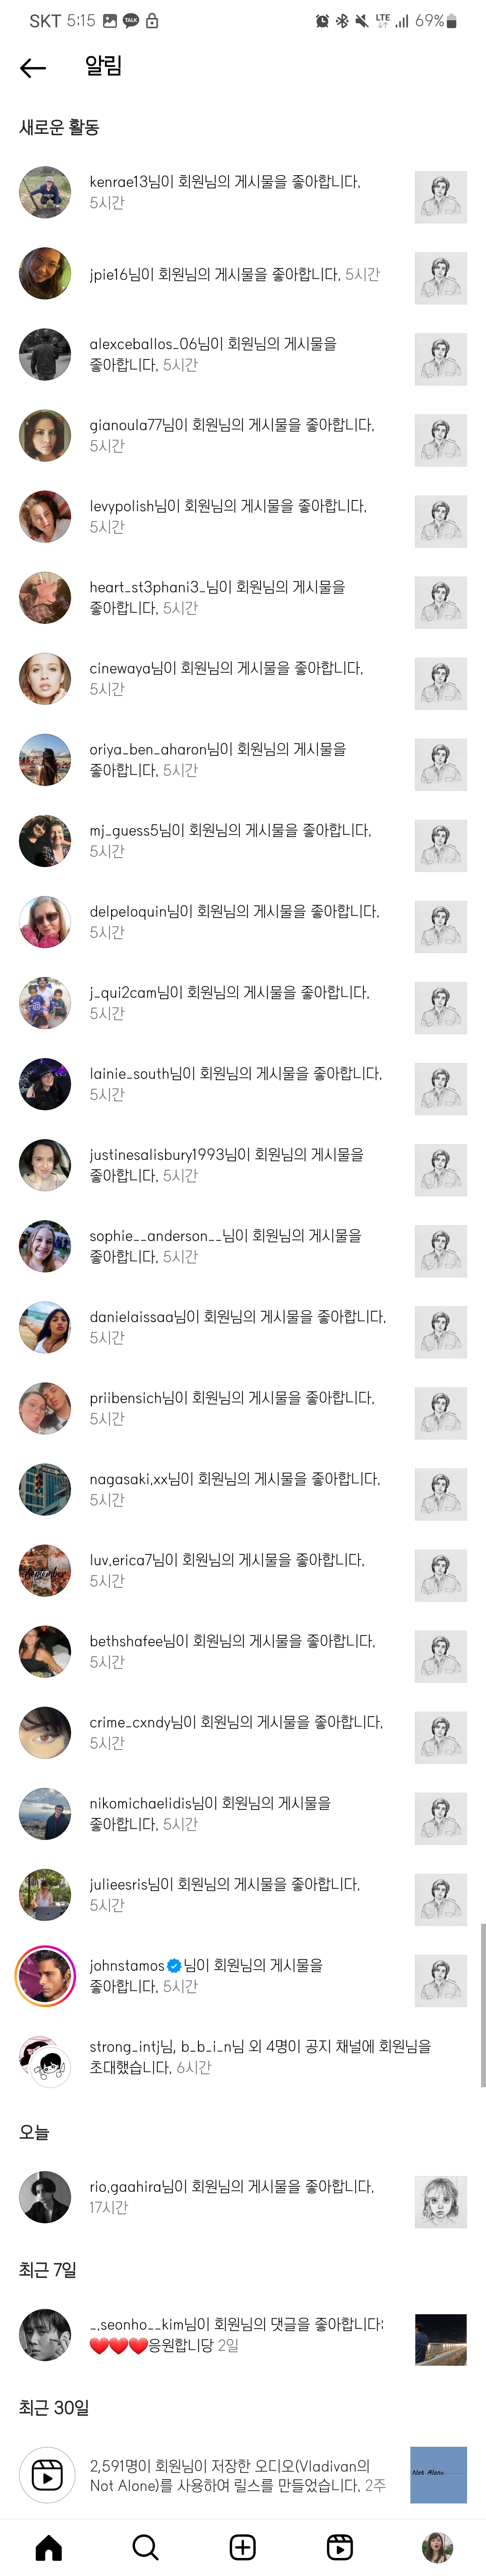 SKT 5:15 TALK LTE 69%
알림
새로운 활동
kenrae13님이 회원님의 게시물을 좋아합니다.
5시간
jpie16님이 회원님의 게시물을 좋아합니다. 5시간
alexceballos_06님이 회원님의 게시물을
좋아합니다. 5시간
gianoula77님이 회원님의 게시물을 좋아합니다.
5시간
levypolish님이 회원님의 게시물을 좋아합니다.
5시간
heart_st3phani3_님이 회원님의 게시물을
좋아합니다. 5시간
cinewaya님이 회원님의 게시물을 좋아합니다.
5시간
oriya_ben_aharon님이 회원님의 게시물을
좋아합니다. 5시간
mj_guess5님이 회원님의 게시물을 좋아합니다.
5시간
delpeloquin님이 회원님의 게시물을 좋아합니다.
5시간
j_qui2cam님이 회원님의 게시물을 좋아합니다.
5시간
lainie_south님이 회원님의 게시물을 좋아합니다.
5시간
justinesalisbury1993님이 회원님의 게시물을
좋아합니다. 5시간
sophie__anderson__님이 회원님의 게시물을
좋아합니다. 5시간
danielaissaa님이 회원님의 게시물을 좋아합니다.
5시간
priibensich님이 회원님의 게시물을 좋아합니다.
5시간
nagasaki.xx님이 회원님의 게시물을 좋아합니다.
5시간
September
luv.erica7님이 회원님의 게시물을 좋아합니다.
5시간
bethshafee님이 회원님의 게시물을 좋아합니다.
5시간
crime_cxndy님이 회원님의 게시물을 좋아합니다.
5시간
nikomichaelidis님이 회원님의 게시물을
좋아합니다. 5시간
julieesris님이 회원님의 게시물을 좋아합니다.
5시간
johnstamos님이 회원님의 게시물을
좋아합니다. 5시간
strong_intj님, b_b_i_n님 외 4명이 공지 채널에 회원님을
초대했습니다. 6시간
오늘
rio.gaahira님이 회원님의 게시물을 좋아합니다.
17시간
최근 7일
_.seonho__kim님이 회원님의 댓글을 좋아합니다:
❤️❤️❤️응원합니당 2일
최근 30일
2,591명이 회원님이 저장한 오디오(Vladivan의
Not Alone)를 사용하여 릴스를 만들었습니다. 2주
Not Alone